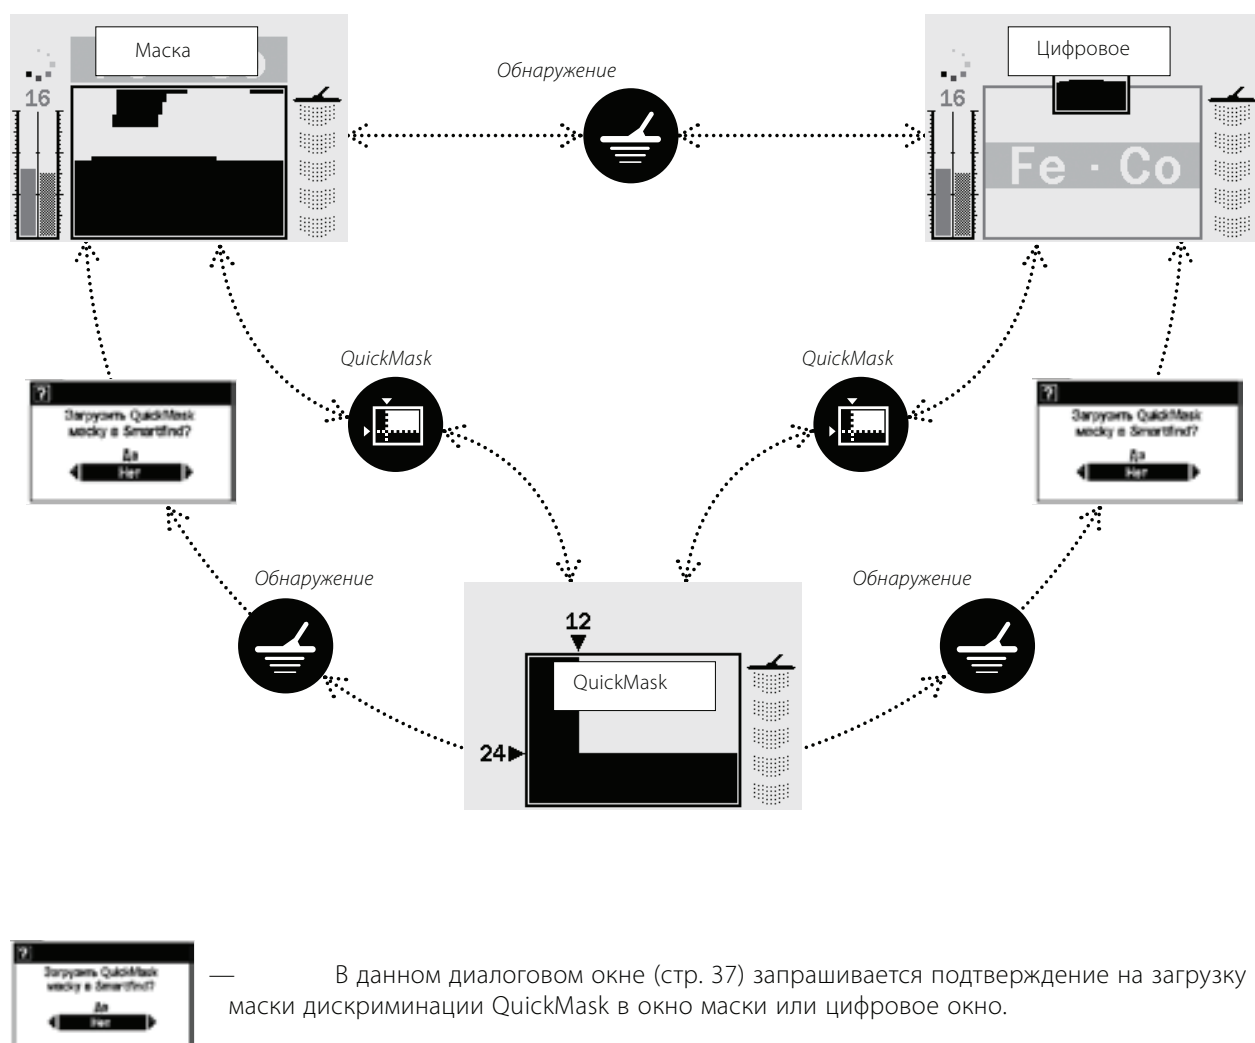 Маска
Цифровое
Обнаружение
16
16
Fe · Co
QuickMask
QuickMask
?
Загрузить QuickMask
маску в Smartfind?
Да
Нет
?
Загрузить QuickMask
маску в Smartfind?
Да
Нет
Обнаружение
Обнаружение
12
QuickMask
24
?
Загрузить QuickMask
маску в Smartfind?
Да
Нет
— В данном диалоговом окне (стр. 37) запрашивается подтверждение на загрузку
маски дискриминации QuickMask в окно маски или цифровое окно.